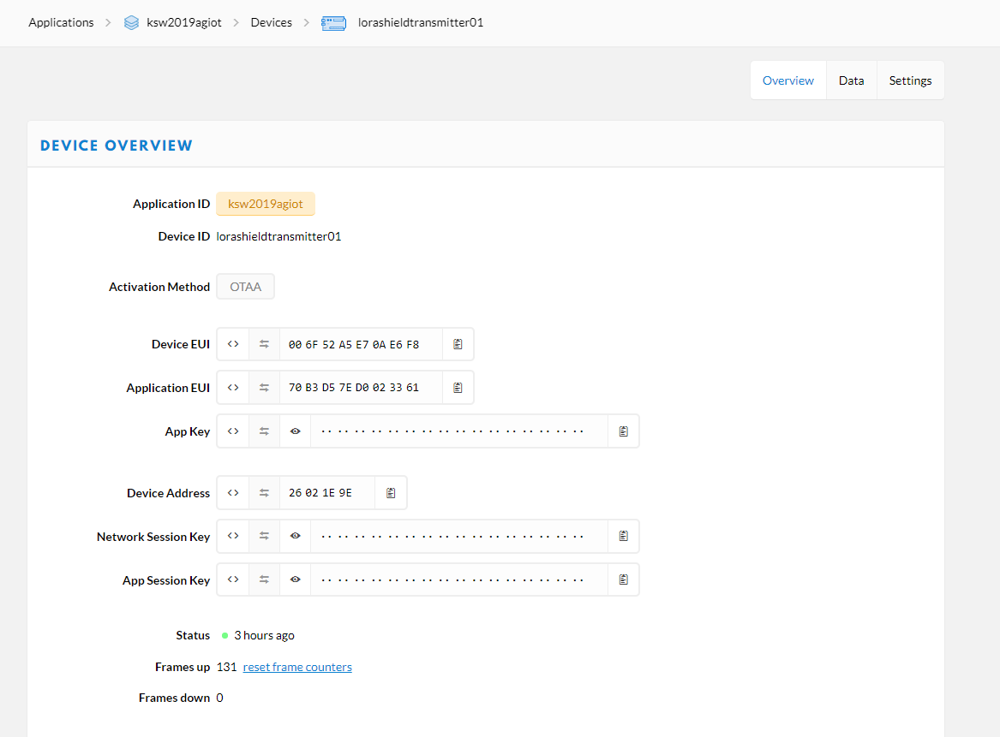 Applications > ksw2019agiot > Devices > lorashieldtransmitter01
Overview Data Settings
DEVICE OVERVIEW
Application ID ksw2019agiot
Device ID lorashieldtransmitter01
Activation Method OTAA
Device EUI <> 00 6F 52 A5 E7 0A E6 F8
Application EUI <> 70 B3 D5 7E D0 02 33 61
App Key <> ·· ·· ·· ·· ·· ·· ·· ·· ·· ·· ·· ·· ·· ·· ·· ··
Device Address <> 26 02 1E 9E
Network Session Key <> ·· ·· ·· ·· ·· ·· ·· ·· ·· ·· ·· ·· ·· ·· ·· ··
App Session Key <> ·· ·· ·· ·· ·· ·· ·· ·· ·· ·· ·· ·· ·· ·· ·· ··
Status 3 hours ago
Frames up 131 reset frame counters
Frames down 0